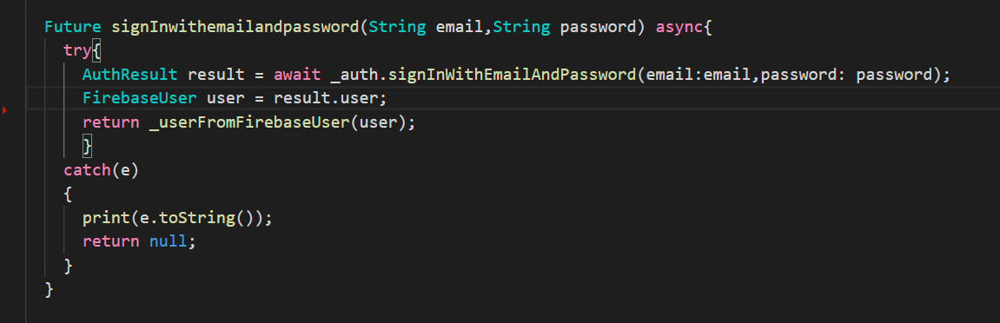 Future signInwithemailandpassword(String email,String password) async{
try{
AuthResult result = await _auth.signInWithEmailAndPassword(email:email,password: password);
FirebaseUser user = result.user;
return _userFromFirebaseUser(user);
}
catch(e)
{
print(e.toString());
return null;
}
}